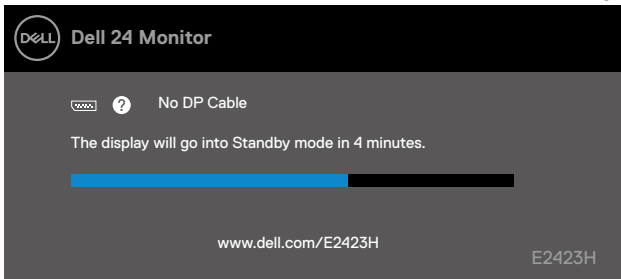 DELL Dell 24 Monitor
? No DP Cable
The display will go into Standby mode in 4 minutes.
www.dell.com/E2423H
E2423H